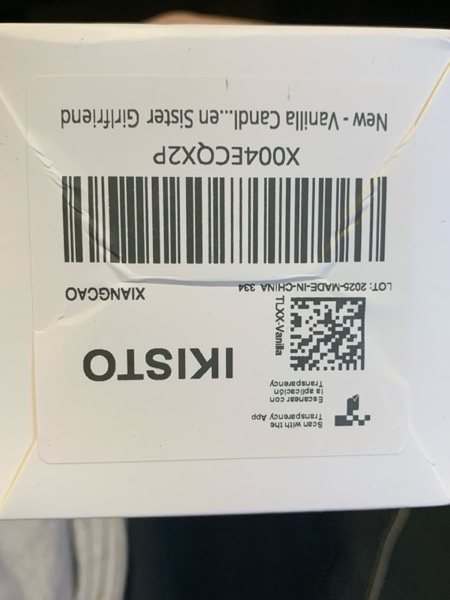 Scan with the
Transparency App
Escanear con
la aplicación
Transparency
IKISTO
TLXX-Vanilla
LOT: 2025-MADE-IN-CHINA 334
XIANGCAO
X004ECQX2P
New - Vanilla Candl...en Sister Girlfriend